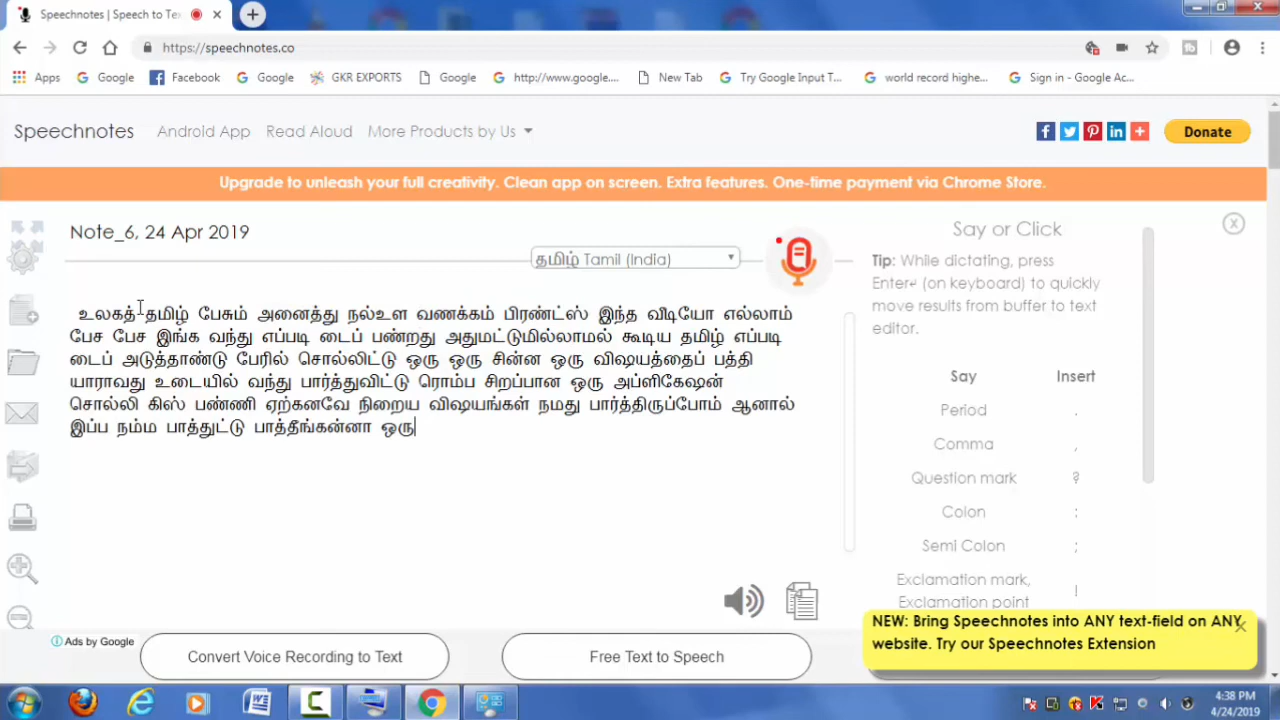 Speechnotes | Speech to Tex
https://speechnotes.co
Apps Google Facebook Google GKR EXPORTS Google http://www.google.... New Tab Try Google Input T... world record highe... Sign in - Google Ac...
Speechnotes Android App Read Aloud More Products by Us
Donate
Upgrade to unleash your full creativity. Clean app on screen. Extra features. One-time payment via Chrome Store.
Note_6, 24 Apr 2019
தமிழ் Tamil (India)
உலகத் தமிழ் பேசும் அனைத்து நல்உள வணக்கம் பிரண்ட்ஸ் இந்த வீடியோ எல்லாம்
பேச பேச இங்க வந்து எப்படி டைப் பண்றது அதுமட்டுமில்லாமல் கூடிய தமிழ் எப்படி
டைப் அடுத்தாண்டு பேரில் சொல்லிட்டு ஒரு ஒரு சின்ன ஒரு விஷயத்தைப் பத்தி
யாராவது உடையில் வந்து பார்த்துவிட்டு ரொம்ப சிறப்பான ஒரு அப்ளிகேஷன்
சொல்லி கிஸ் பண்ணி ஏற்கனவே நிறைய விஷயங்கள் நமது பார்த்திருப்போம் ஆனால்
இப்ப நம்ம பாத்துட்டு பாத்தீங்கன்னா ஒரு
Say or Click
Tip: While dictating, press
Enter↵ (on keyboard) to quickly
move results from buffer to text
editor.
Say Insert
Period .
Comma ,
Question mark ?
Colon :
Semi Colon ;
Exclamation mark,
Exclamation point !
NEW: Bring Speechnotes into ANY text-field on ANY
website. Try our Speechnotes Extension
Ads by Google
Convert Voice Recording to Text
Free Text to Speech
4:38 PM
4/24/2019